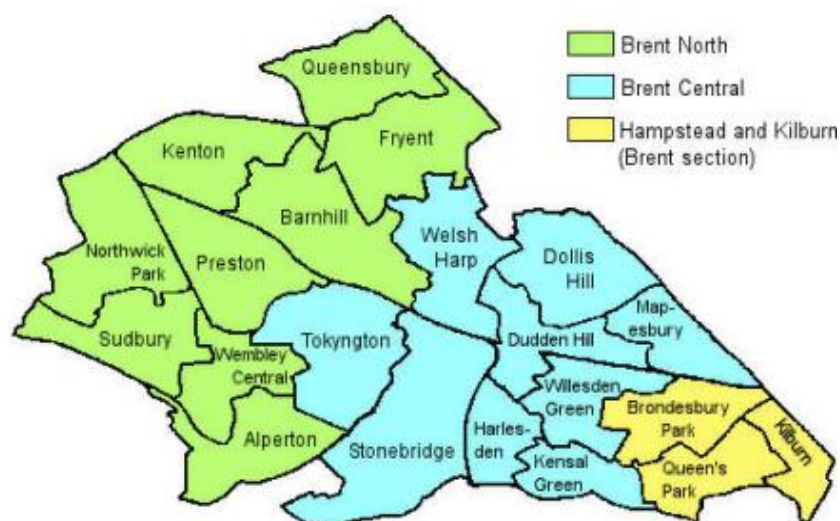 Brent North
Brent Central
Hampstead and Kilburn
(Brent section)
Queensbury
Fryent
Kenton
Barnhill
Welsh
Harp
Northwick
Park
Preston
Dollis
Hill
Map-
esbury
Sudbury
Wembley
Central
Tokyngton
Dudden Hill
Willesden
Green
Brondesbury
Park
Kilburn
Alperton
Stonebridge
Harles-
den
Kensal
Green
Queen's
Park